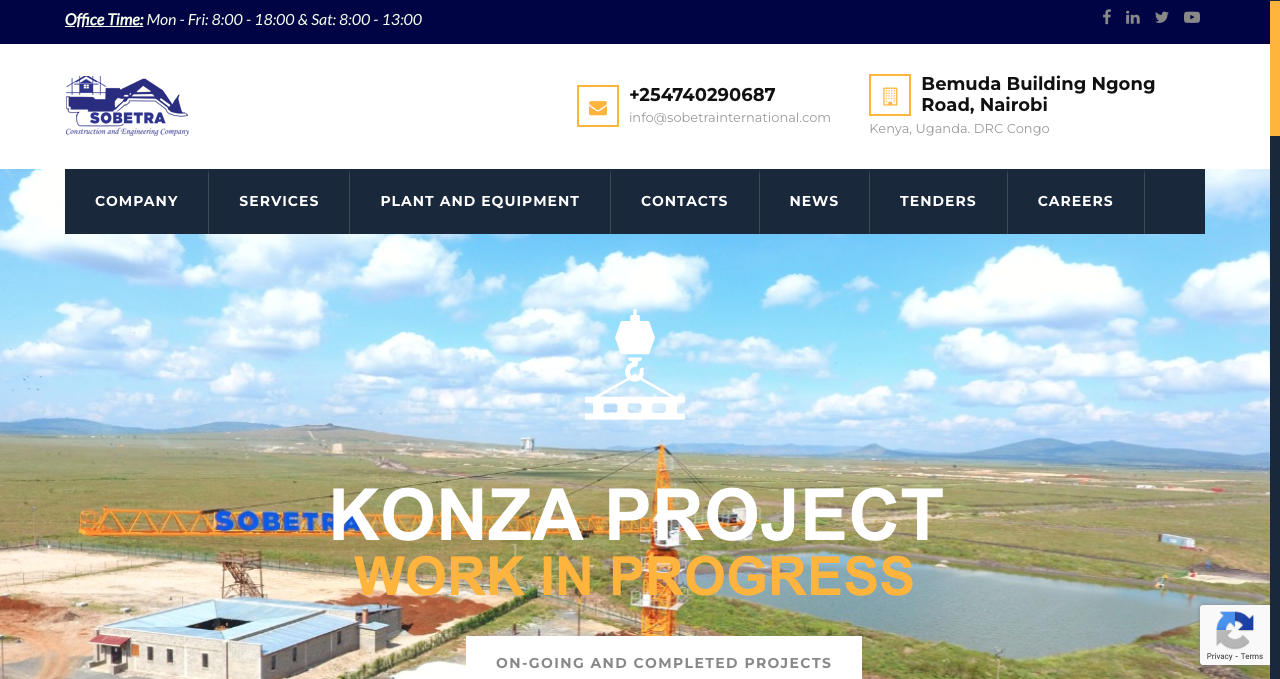 Office Time: Mon - Fri: 8:00 - 18:00 & Sat: 8:00 - 13:00
SOBETRA
Construction and Engineering Company
+254740290687
info@sobetrainternational.com
Bemuda Building Ngong
Road, Nairobi
Kenya, Uganda. DRC Congo
COMPANY
SERVICES
PLANT AND EQUIPMENT
CONTACTS
NEWS
TENDERS
CAREERS
SOBETRA
KONZA PROJECT
WORK IN PROGRESS
ON-GOING AND COMPLETED PROJECTS
Privacy - Terms